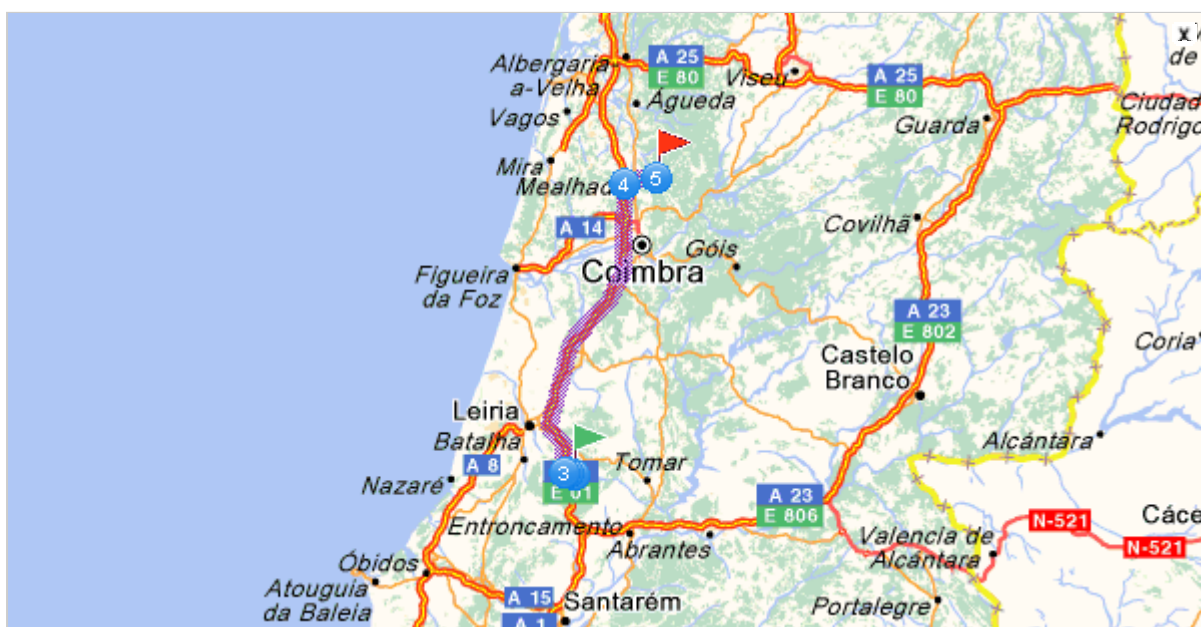 Albergaria
a-Velha
A 25
E 80
Viseu
A 25
E 80
x
de
Águeda
Vagos
Guarda
Ciudad
Rodrigo
Mira
Mealhad
4
5
A 14
Covilhã
Góis
Coimbra
Figueira
da Foz
A 23
E 802
Coria
Castelo
Branco
Leiria
Batalha
A 8
Alcántara
3
E 01
Tomar
Nazaré
A 23
E 806
N-521
Các
Entroncamento
Abrantes
Valencia de
Alcántara
N-521
Óbidos
Atouguia
da Baleia
A 15
Santarém
A 1
Portalegre